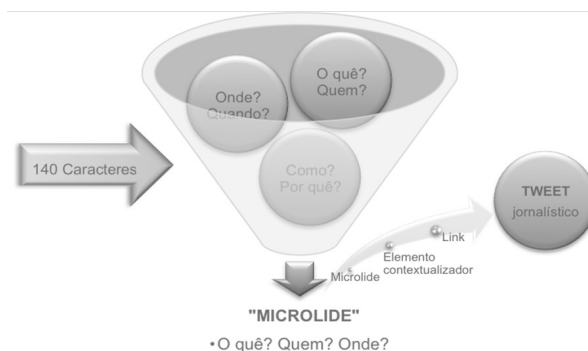 O quê?
Quem?
Onde?
Quando?
140 Caracteres
Como?
Por quê?
TWEET
jornalístico
Link
Elemento
contextualizador
Microlide
"MICROLIDE"
•O quê? Quem? Onde?